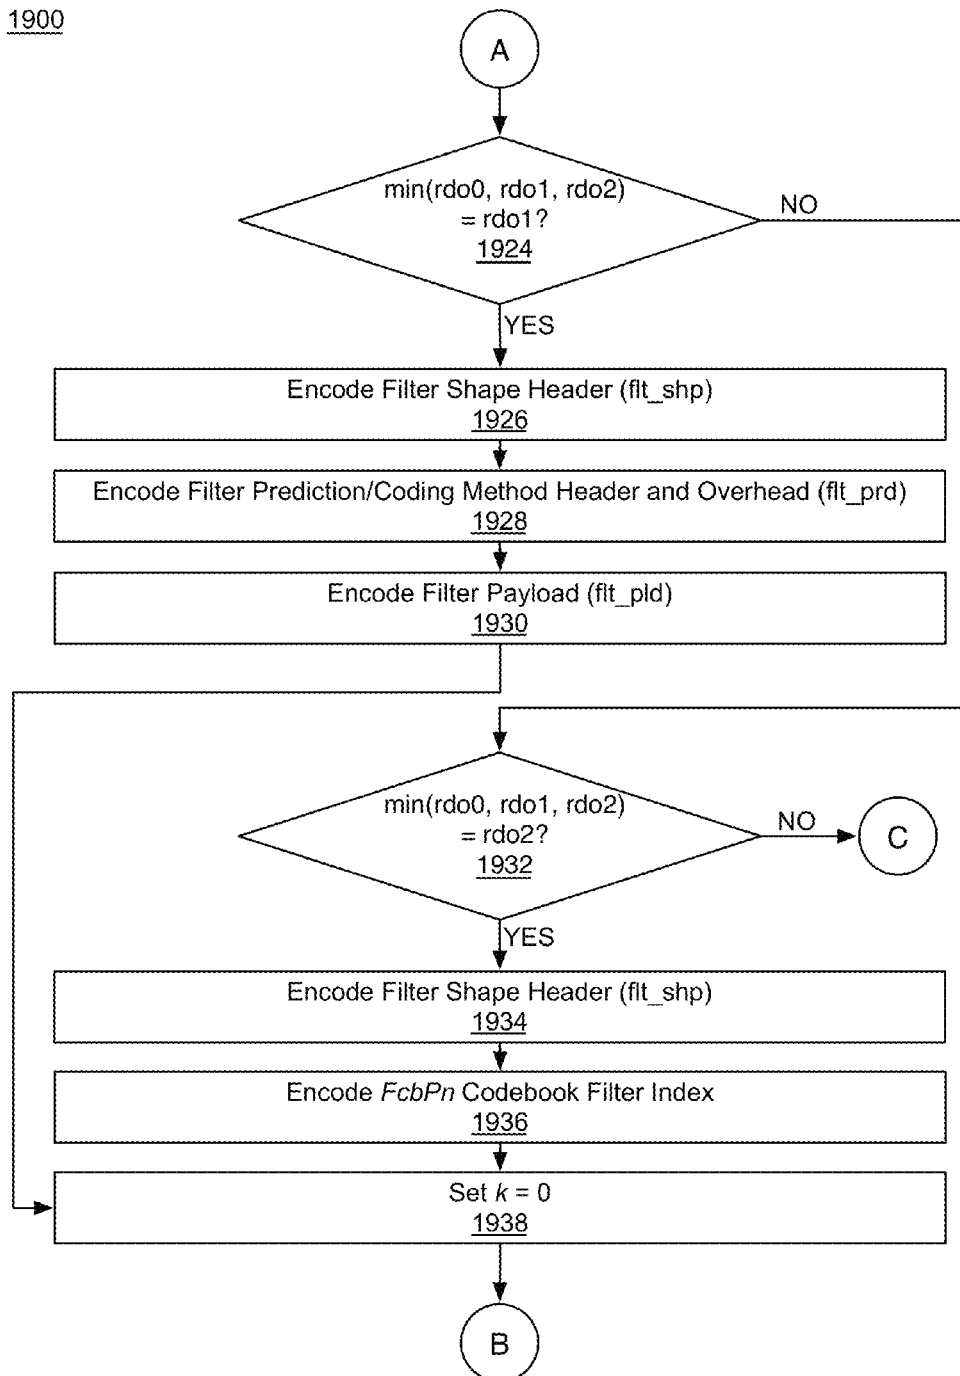 1900
A
min(rdo0, rdo1, rdo2)
= rdo1?
1924
NO
YES
Encode Filter Shape Header (flt_shp)
1926
Encode Filter Prediction/Coding Method Header and Overhead (flt_prd)
1928
Encode Filter Payload (flt_pld)
1930
min(rdo0, rdo1, rdo2)
= rdo2?
1932
NO
C
YES
Encode Filter Shape Header (flt_shp)
1934
Encode FcbPn Codebook Filter Index
1936
Set k = 0
1938
B